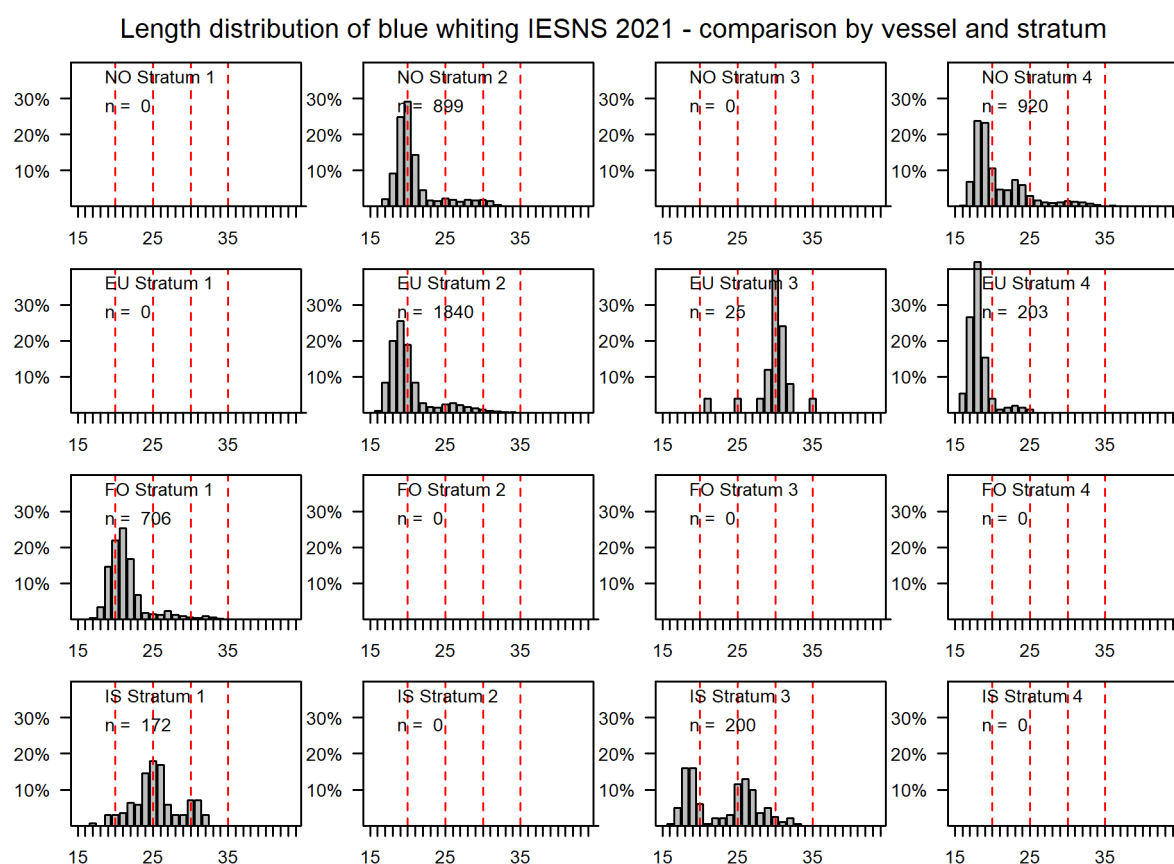 Length distribution of blue whiting IESNS 2021 - comparison by vessel and stratum
NO Stratum 1
n = 0
30%
20%
10%
15 25 35
NO Stratum 2
n = 899
30%
20%
10%
15 25 35
NO Stratum 3
n = 0
30%
20%
10%
15 25 35
NO Stratum 4
n = 920
30%
20%
10%
15 25 35
EU Stratum 1
n = 0
30%
20%
10%
15 25 35
EU Stratum 2
n = 1840
30%
20%
10%
15 25 35
EU Stratum 3
n = 25
30%
20%
10%
15 25 35
EU Stratum 4
n = 203
30%
20%
10%
15 25 35
FO Stratum 1
n = 706
30%
20%
10%
15 25 35
FO Stratum 2
n = 0
30%
20%
10%
15 25 35
FO Stratum 3
n = 0
30%
20%
10%
15 25 35
FO Stratum 4
n = 0
30%
20%
10%
15 25 35
IS Stratum 1
n = 172
30%
20%
10%
15 25 35
IS Stratum 2
n = 0
30%
20%
10%
15 25 35
IS Stratum 3
n = 200
30%
20%
10%
15 25 35
IS Stratum 4
n = 0
30%
20%
10%
15 25 35